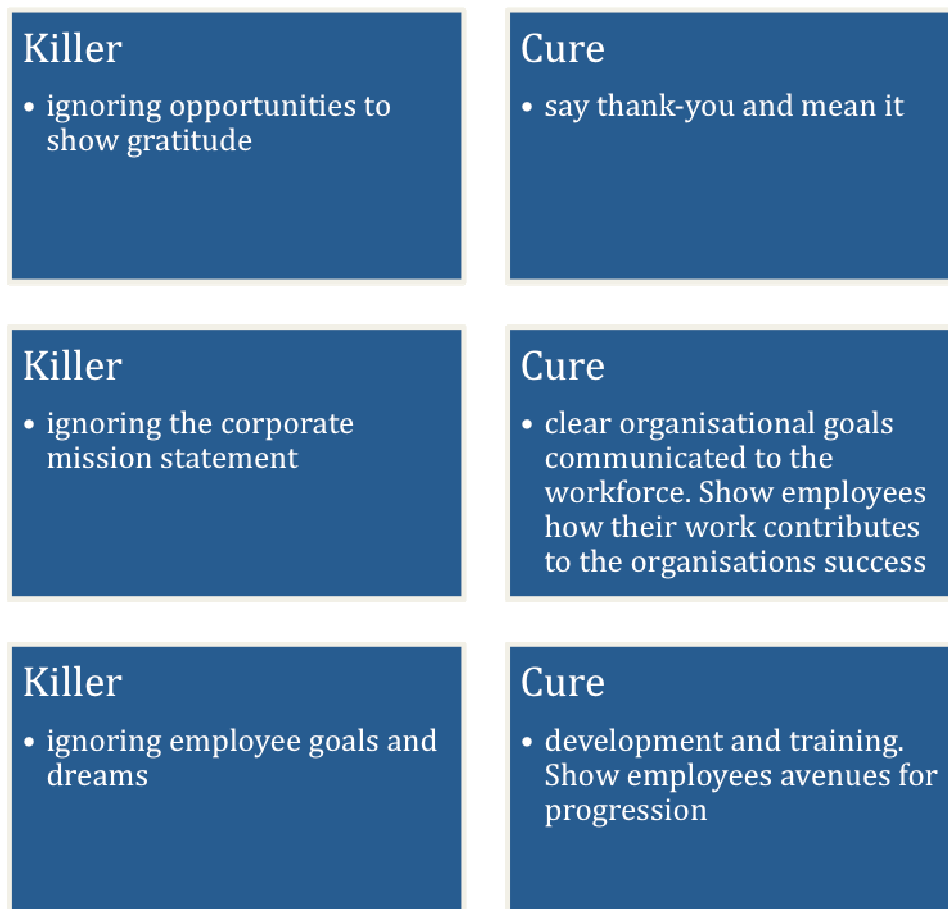 Killer
• ignoring opportunities to
show gratitude
Cure
• say thank-you and mean it
Killer
• ignoring the corporate
mission statement
Cure
• clear organisational goals
communicated to the
workforce. Show employees
how their work contributes
to the organisations success
Killer
• ignoring employee goals and
dreams
Cure
• development and training.
Show employees avenues for
progression